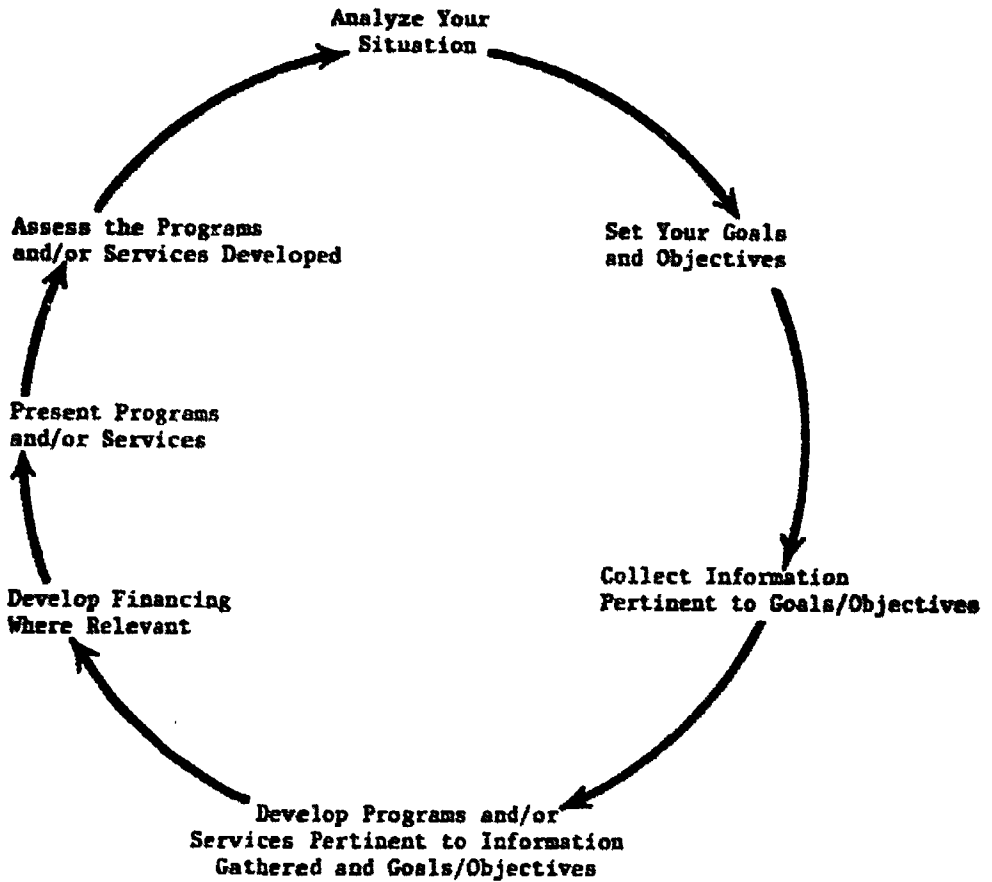 Analyze Your
Situation
Set Your Goals
and Objectives
Collect Information
Pertinent to Goals/Objectives
Develop Programs and/or
Services Pertinent to Information
Gathered and Goals/Objectives
Develop Financing
Where Relevant
Present Programs
and/or Services
Assess the Programs
and/or Services Developed